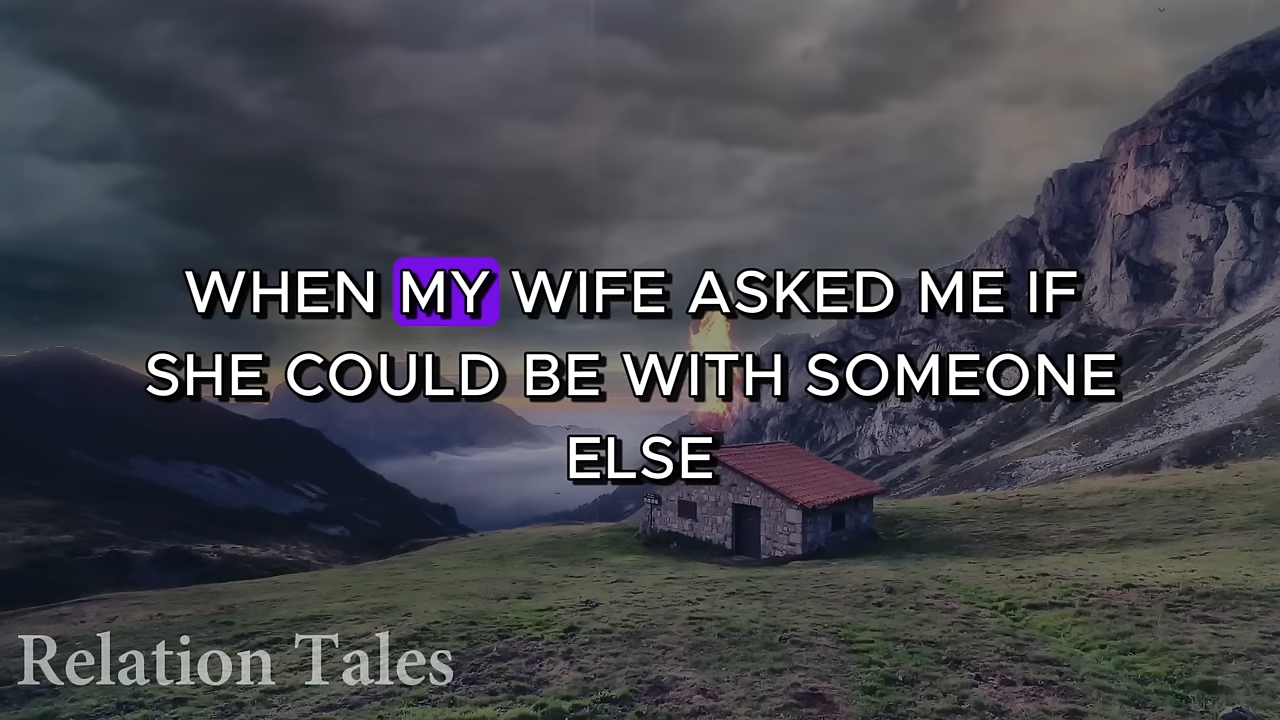 WHEN MY WIFE ASKED ME IF
SHE COULD BE WITH SOMEONE
ELSE
Relation Tales